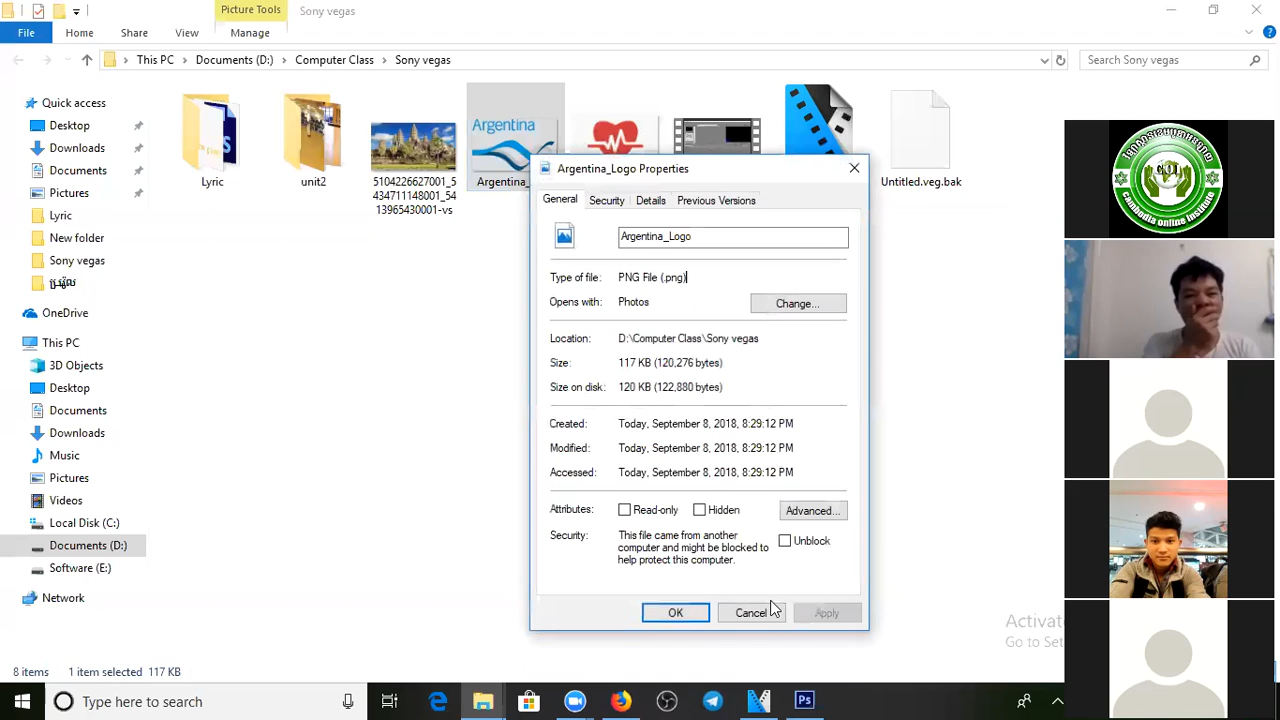 Picture Tools
Sony vegas
File
Home
Share
View
Manage
This PC
Documents (D:)
Computer Class
Sony vegas
Search Sony vegas
Quick access
Desktop
Downloads
Documents
Pictures
Lyric
New folder
Sony vegas
OneDrive
This PC
3D Objects
Desktop
Documents
Downloads
Music
Pictures
Videos
Local Disk (C:)
Documents (D:)
Software (E:)
Network
Lyric
unit2
5104226627001_5
434711148001_54
13965430001-vs
Argentina
Argentina_
Untitled.veg.bak
Argentina_Logo Properties
General
Security
Details
Previous Versions
Argentina_Logo
Type of file:
PNG File (.png)
Opens with:
Photos
Change...
Location:
D:\Computer Class\Sony vegas
Size:
117 KB (120,276 bytes)
Size on disk:
120 KB (122,880 bytes)
Created:
Today, September 8, 2018, 8:29:12 PM
Modified:
Today, September 8, 2018, 8:29:12 PM
Accessed:
Today, September 8, 2018, 8:29:12 PM
Attributes:
Read-only
Hidden
Advanced...
Security:
This file came from another
computer and might be blocked to
help protect this computer.
Unblock
OK
Cancel
Apply
C.O.I
Cambodia Online Institute
Activat
Go to Set
8 items
1 item selected 117 KB
Type here to search
Ps